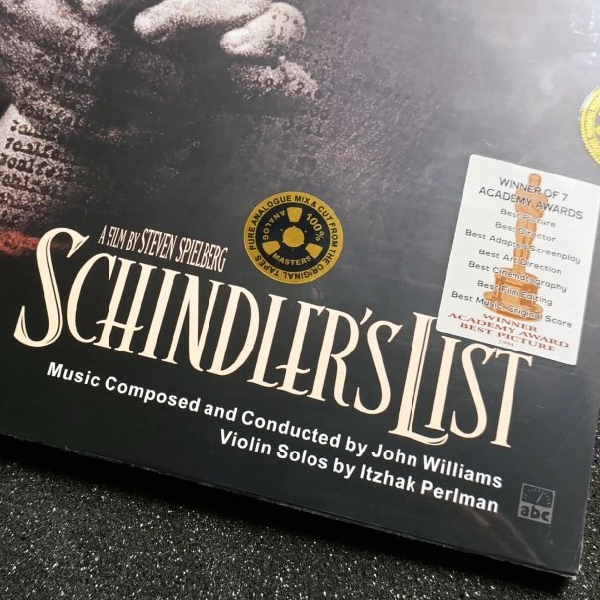 WINNER OF 7
ACADEMY AWARDS
Best Picture
Best Director
Best Adapted Screenplay
Best Art Direction
Best Cinematography
Best Film Editing
Best Music Original Score
WINNER
ACADEMY AWARD
BEST PICTURE
1994
PURE ANALOGUE MIX & CUT FROM THE ORIGINAL TAPES
100%
ANALOG
MASTERS
A FILM BY STEVEN SPIELBERG
SCHINDLER'S LIST
Music Composed and Conducted by John Williams
Violin Solos by Itzhak Perlman
abc